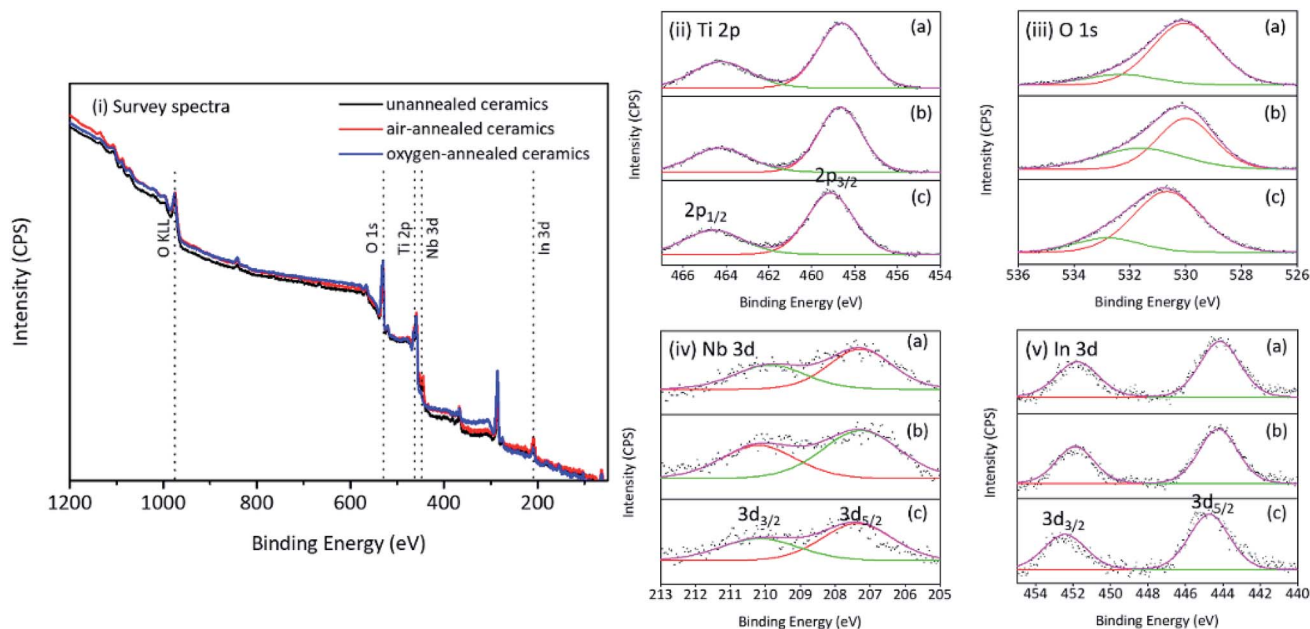 (i) Survey spectra
unannealed ceramics
air-annealed ceramics
oxygen-annealed ceramics
O KLL
O 1s
Ti 2p
Nb 3d
In 3d
Intensity (CPS)
1200 1000 800 600 400 200
Binding Energy (eV)
(ii) Ti 2p
(a)
(b)
2p3/2
(c)
2p1/2
Intensity (CPS)
466 464 462 460 458 456 454
Binding Energy (eV)
(iii) O 1s
(a)
(b)
(c)
Intensity (CPS)
536 534 532 530 528 526
Binding Energy (eV)
(iv) Nb 3d
(a)
(b)
(c)
3d3/2
3d5/2
Intensity (CPS)
213 212 211 210 209 208 207 206 205
Binding Energy (eV)
(v) In 3d
(a)
(b)
3d5/2
(c)
3d3/2
Intensity (CPS)
454 452 450 448 446 444 442 440
Binding Energy (eV)